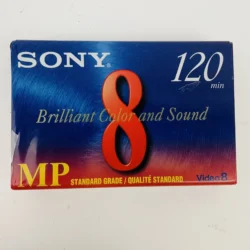 SONY 120
min
Brilliant Color and Sound
8
MP STANDARD GRADE / QUALITÉ STANDARD
Video 8